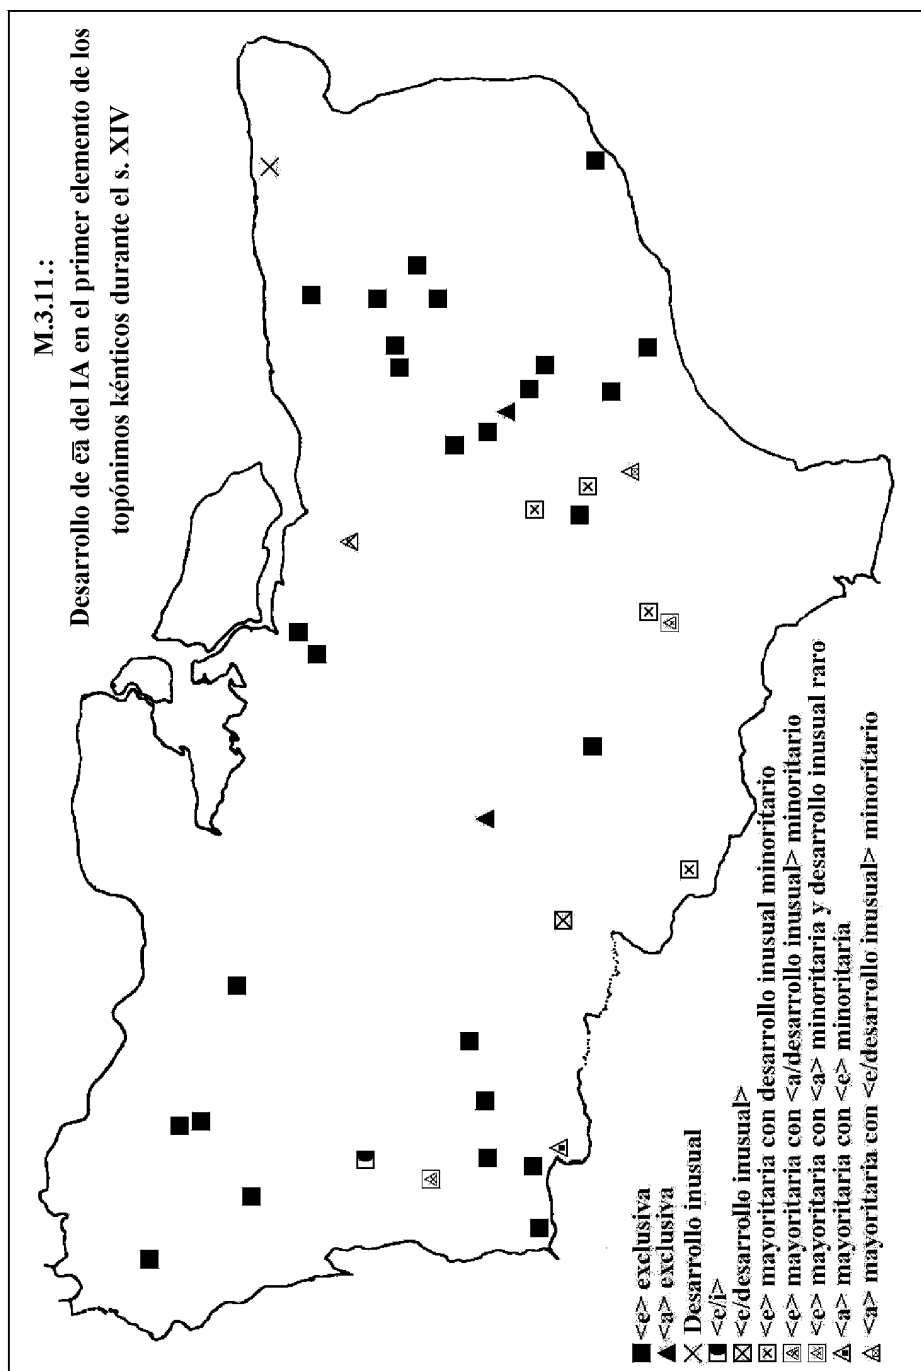 M.3.11.:
Desarrollo de ēā del IA en el primer elemento de los
topónimos kénticos durante el s. XIV
<e> exclusiva
<a> exclusiva
Desarrollo inusual
<e/i>
<e/desarrollo inusual>
<e> mayoritaria con desarrollo inusual minoritario
<e> mayoritaria con <a/desarrollo inusual> minoritario
<e> mayoritaria con <a> minoritaria y desarrollo inusual raro
<a> mayoritaria con <e> minoritaria
<a> mayoritaria con <e/desarrollo inusual> minoritario